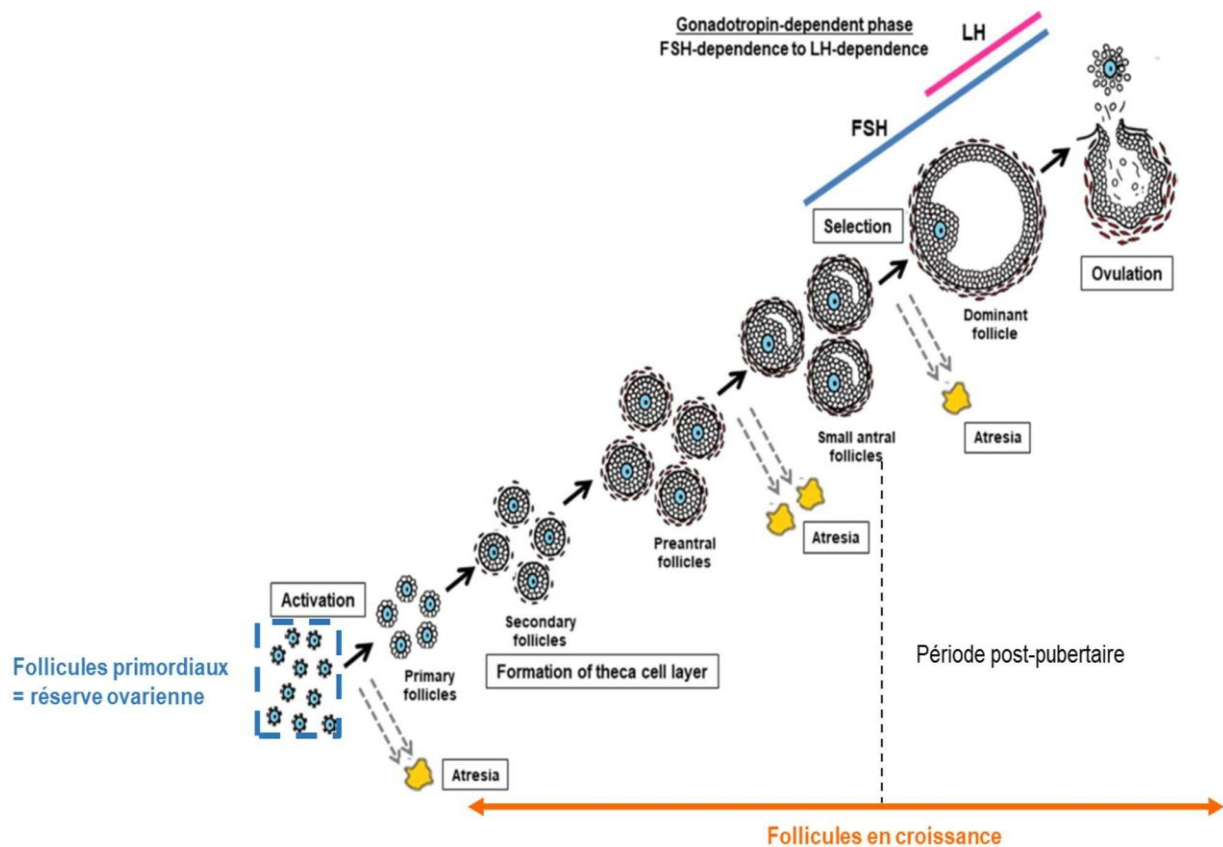 Gonadotropin-dependent phase
FSH-dependence to LH-dependence
LH
FSH
Selection
Ovulation
Dominant
follicle
Atresia
Small antral
follicles
Atresia
Preantral
follicles
Activation
Secondary
follicles
Formation of theca cell layer
Primary
follicles
Follicules primordiaux
= réserve ovarienne
Période post-pubertaire
Atresia
Follicules en croissance